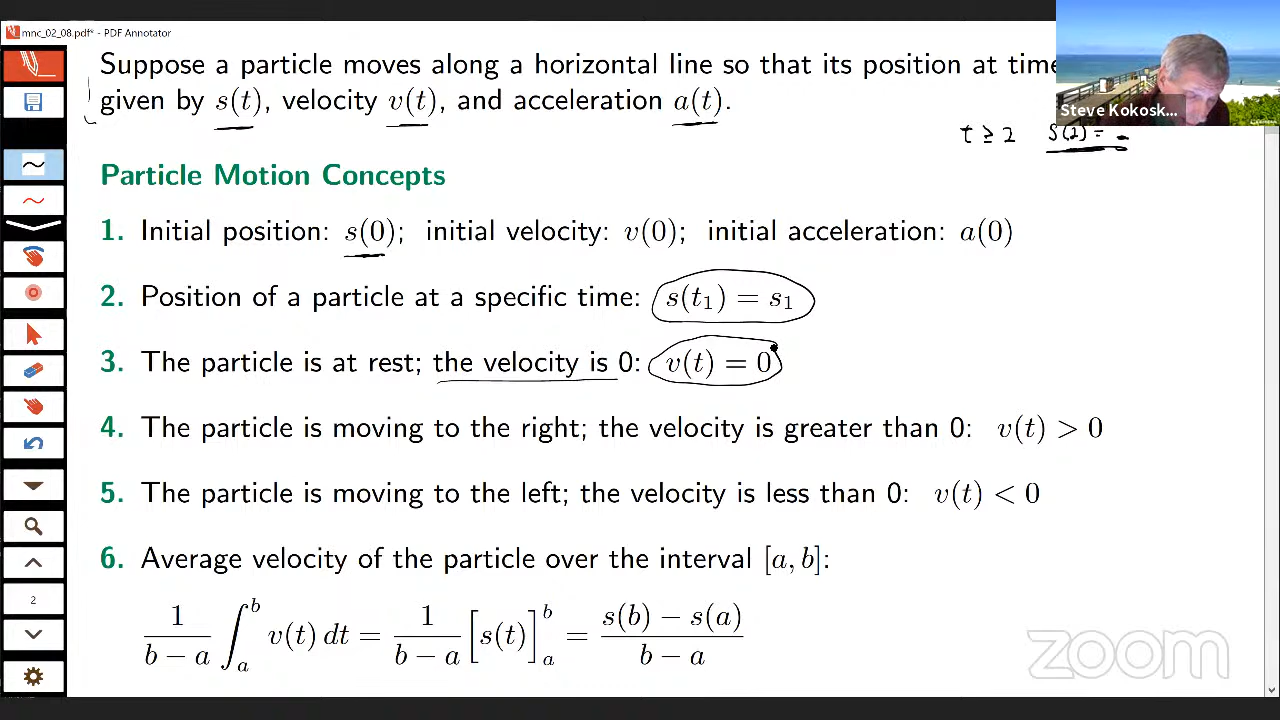 mnc_02_08.pdf* - PDF Annotator
Suppose a particle moves along a horizontal line so that its position at time
given by s(t), velocity v(t), and acceleration a(t).
Steve Kokosk...
t ≥ 2 s(2) =
Particle Motion Concepts
1. Initial position: s(0); initial velocity: v(0); initial acceleration: a(0)
2. Position of a particle at a specific time: s(t₁) = s₁
3. The particle is at rest; the velocity is 0: v(t) = 0
4. The particle is moving to the right; the velocity is greater than 0: v(t) > 0
5. The particle is moving to the left; the velocity is less than 0: v(t) < 0
6. Average velocity of the particle over the interval [a, b]:
1/(b − a) ∫ₐᵇ v(t) dt = 1/(b − a) [s(t)]ₐᵇ = (s(b) − s(a))/(b − a)
2
zoom